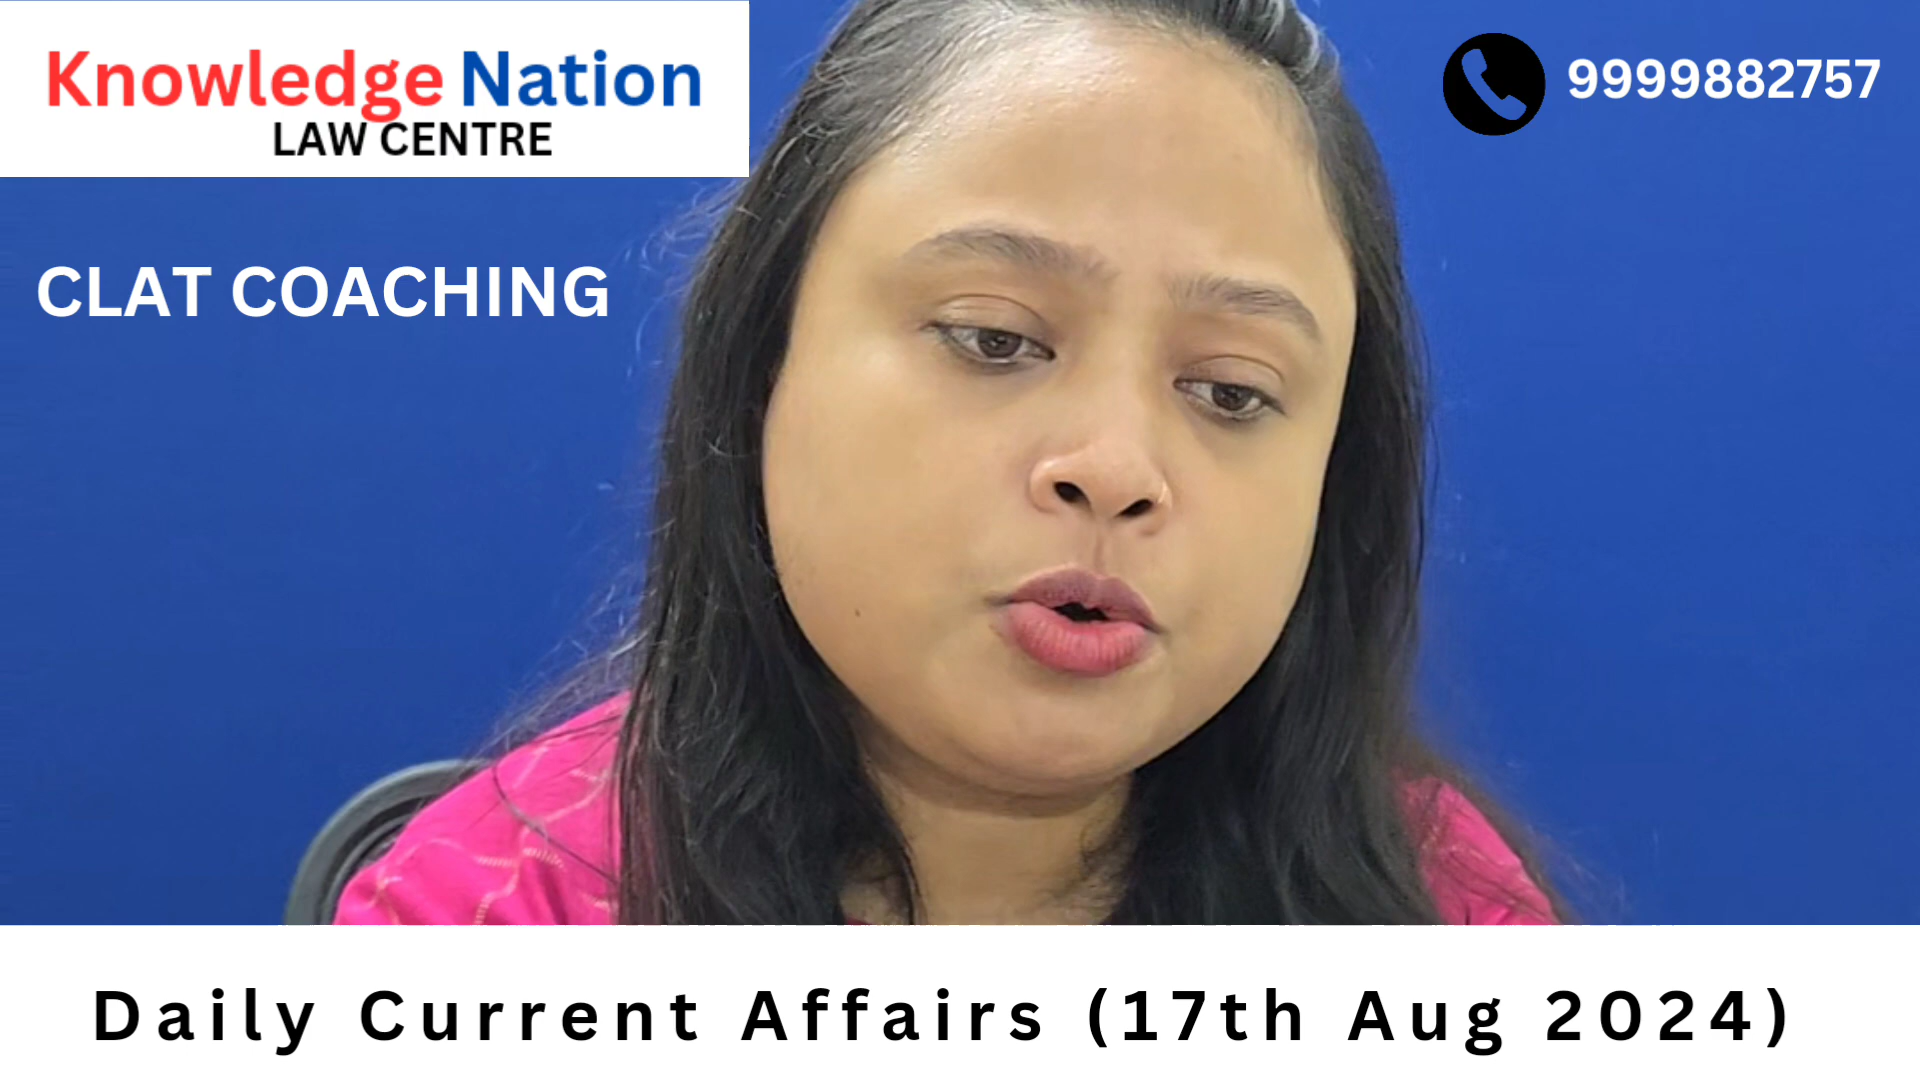 Knowledge Nation
LAW CENTRE
9999882757
CLAT COACHING
Daily Current Affairs (17th Aug 2024)